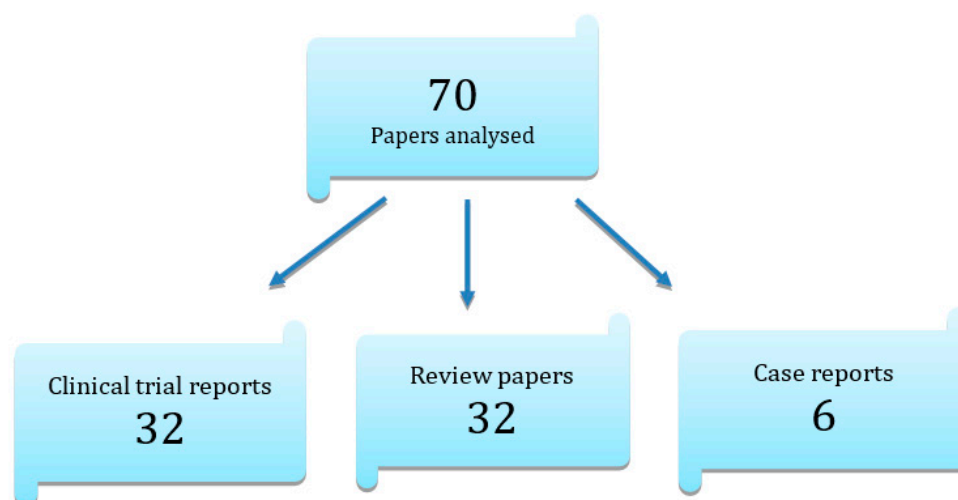 70
Papers analysed
Clinical trial reports
32
Review papers
32
Case reports
6